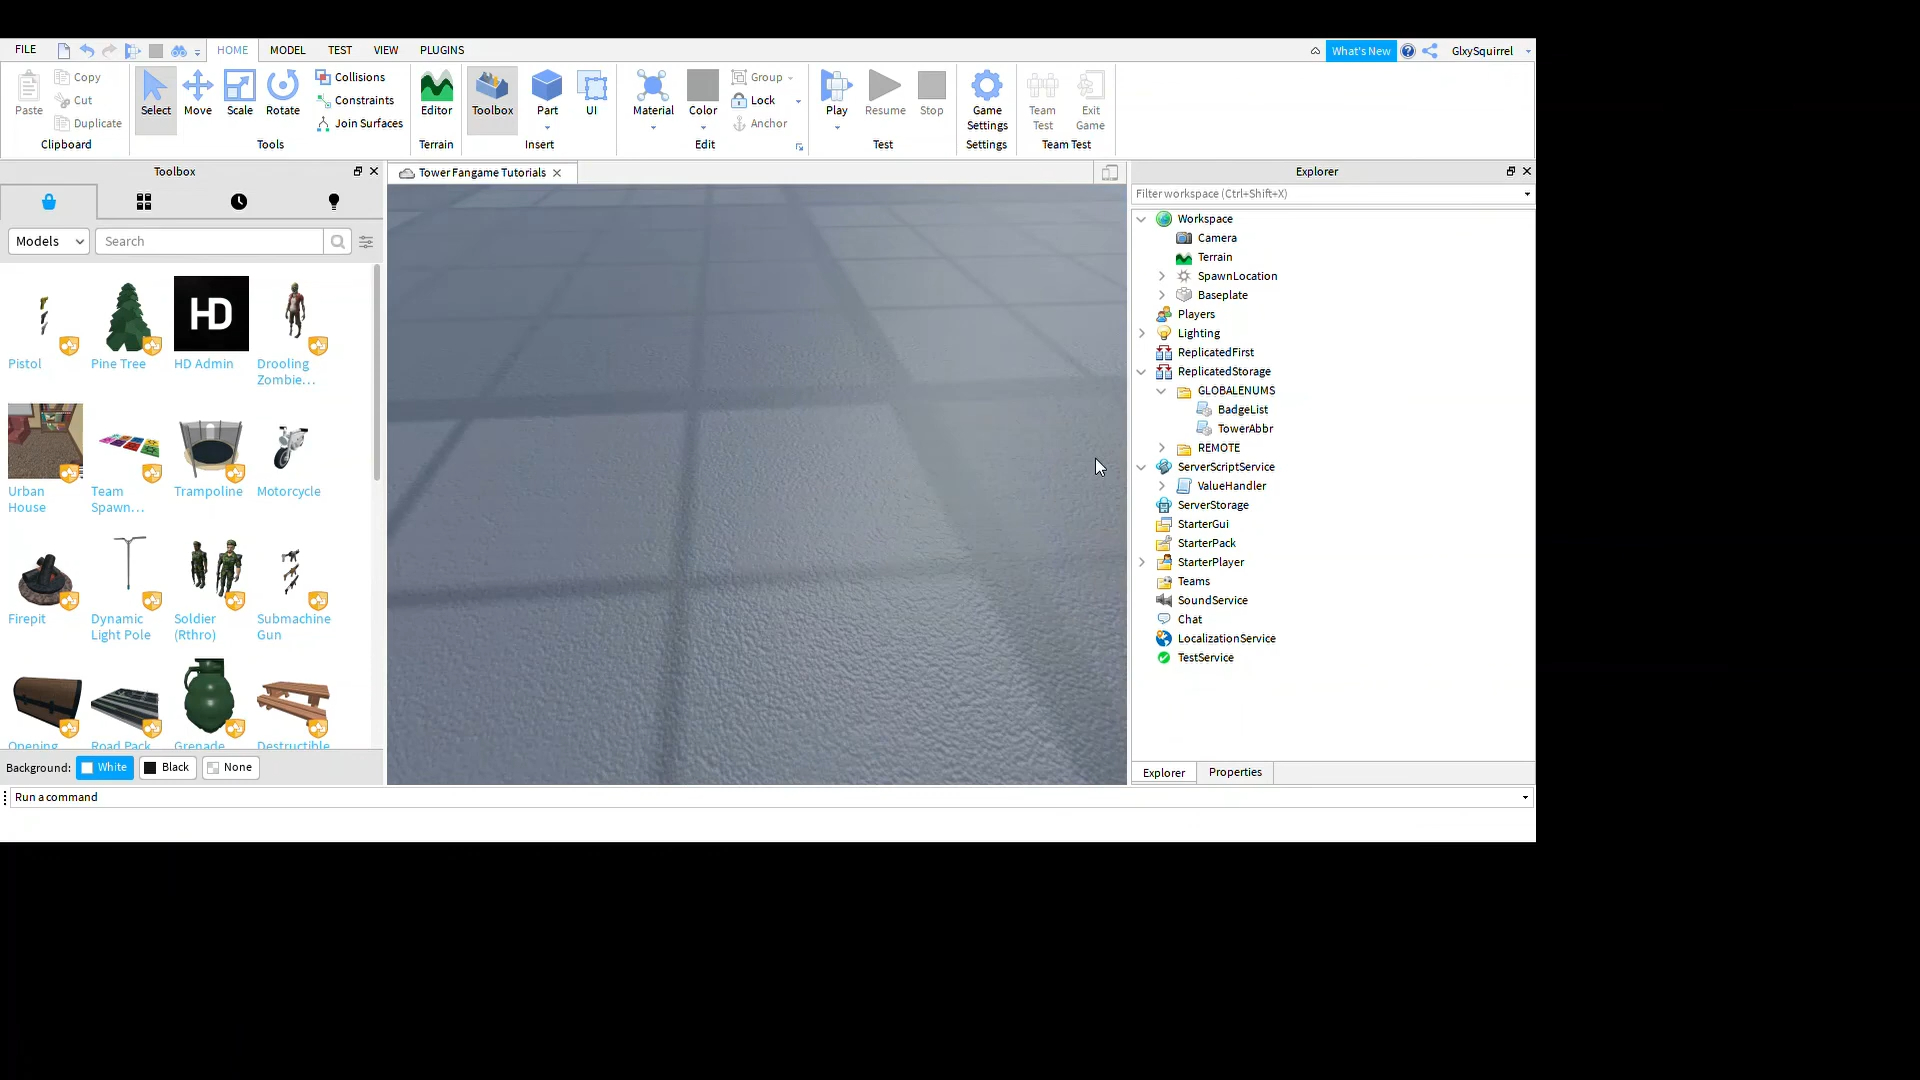 FILE HOME MODEL TEST VIEW PLUGINS What's New GlxySquirrel
Paste Copy Cut Duplicate
Clipboard
Select Move Scale Rotate Collisions Constraints Join Surfaces
Tools
Editor
Terrain
Toolbox Part UI
Insert
Material Color Group Lock Anchor
Edit
Play Resume Stop
Test
Game Settings
Settings
Team Test Exit Game
Team Test
Toolbox
Models Search
Pistol
Pine Tree
HD
HD Admin
Drooling Zombie...
Urban House
Team Spawn...
Trampoline
Motorcycle
Firepit
Dynamic Light Pole
Soldier (Rthro)
Submachine Gun
Opening
Road Pack
Grenade
Destructible
Background: White Black None
Tower Fangame Tutorials
Explorer
Filter workspace (Ctrl+Shift+X)
Workspace
Camera
Terrain
SpawnLocation
Baseplate
Players
Lighting
ReplicatedFirst
ReplicatedStorage
GLOBALENUMS
BadgeList
TowerAbbr
REMOTE
ServerScriptService
ValueHandler
ServerStorage
StarterGui
StarterPack
StarterPlayer
Teams
SoundService
Chat
LocalizationService
TestService
Explorer Properties
Run a command